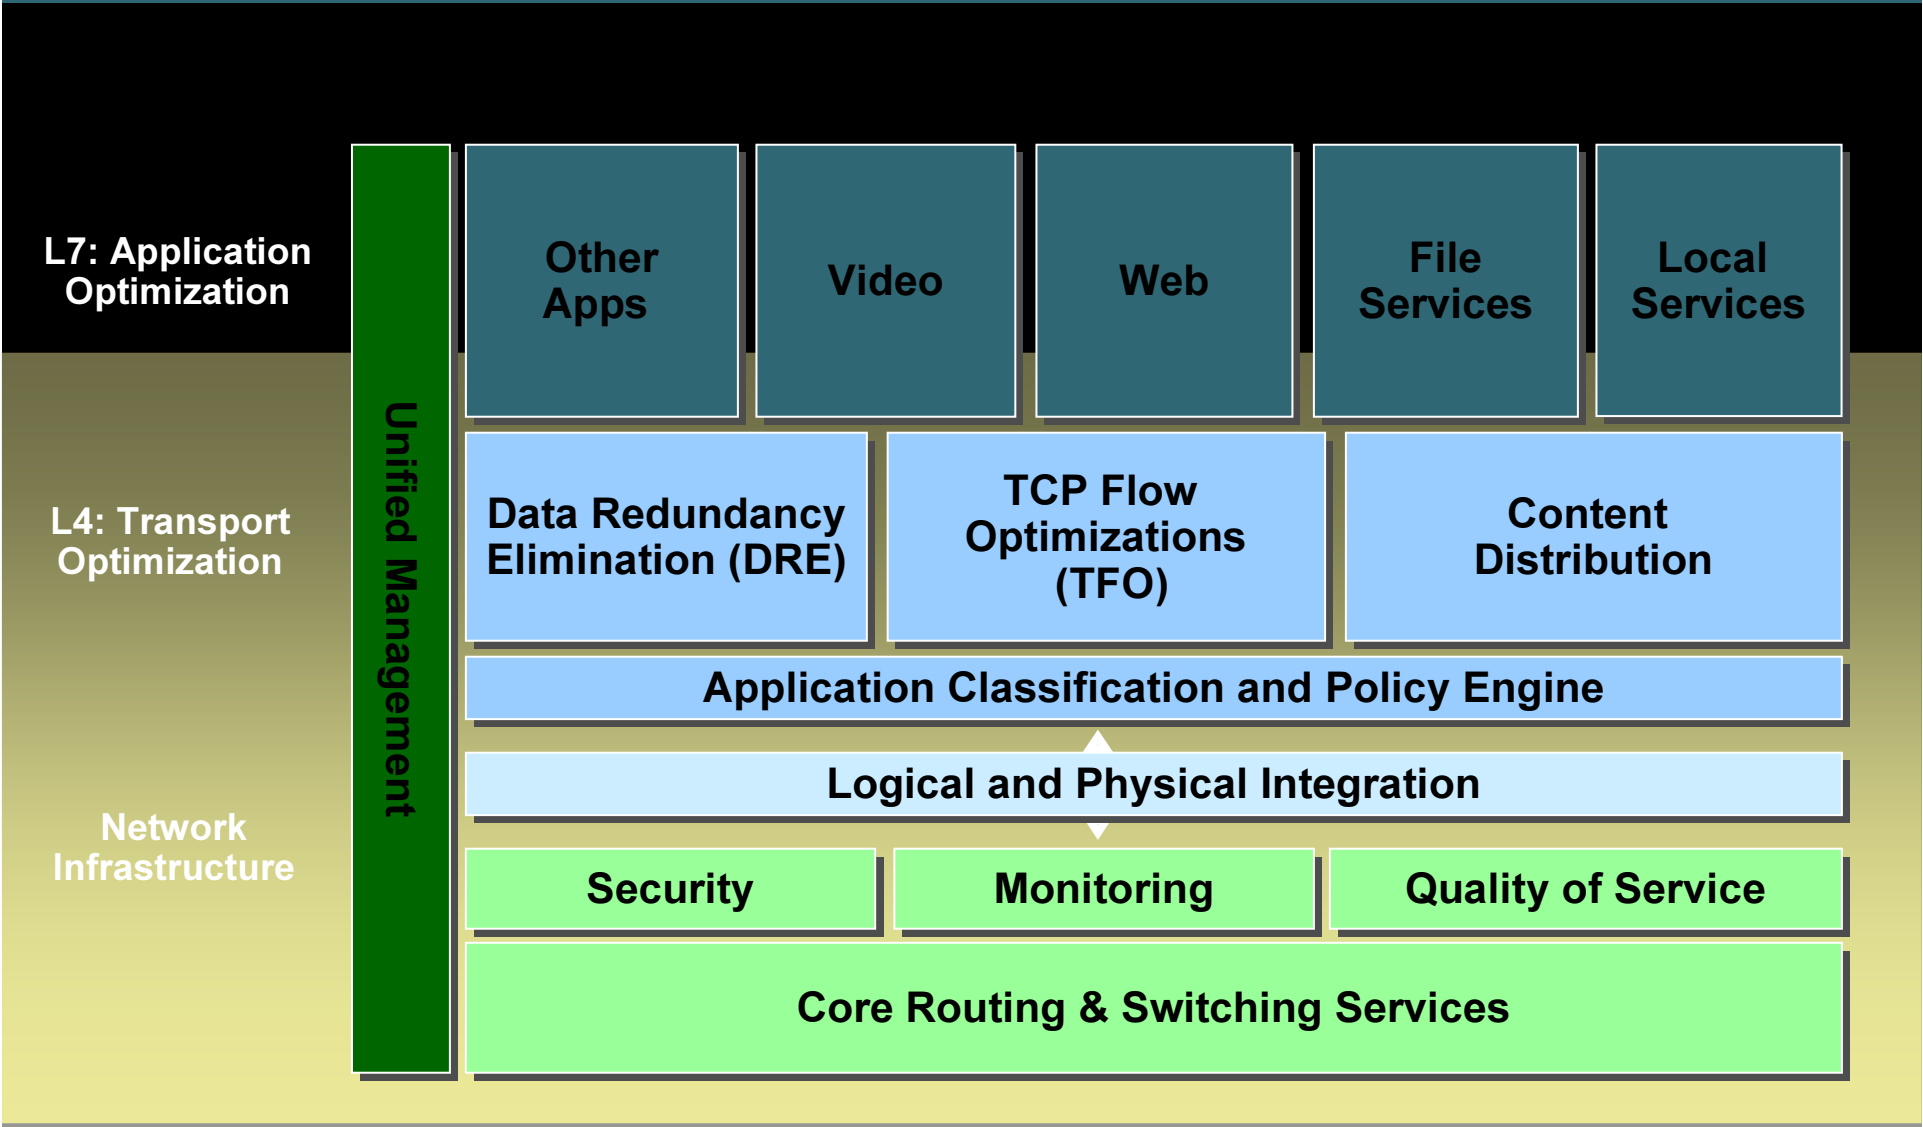 L7: Application
Optimization
Other
Apps
Video
Web
File
Services
Local
Services
Unified Management
L4: Transport
Optimization
Data Redundancy
Elimination (DRE)
TCP Flow
Optimizations
(TFO)
Content
Distribution
Application Classification and Policy Engine
Logical and Physical Integration
Network
Infrastructure
Security
Monitoring
Quality of Service
Core Routing & Switching Services